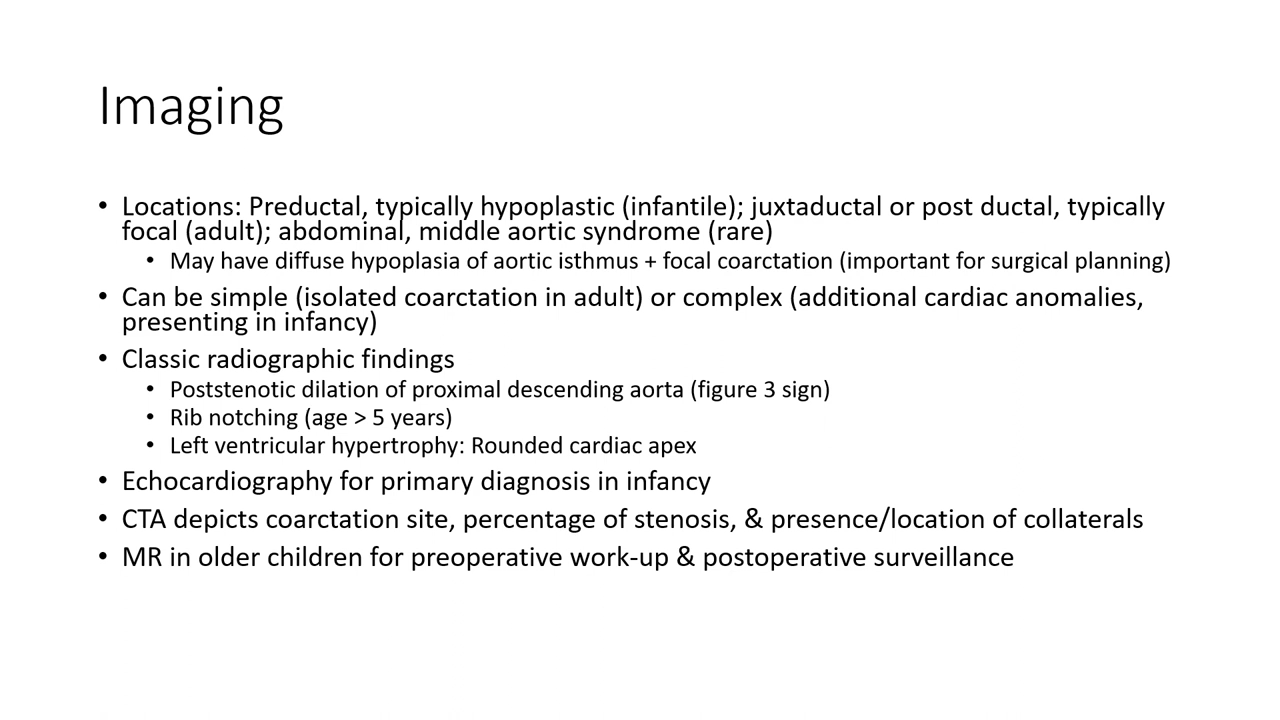 Imaging
• Locations: Preductal, typically hypoplastic (infantile); juxtaductal or post ductal, typically
focal (adult); abdominal, middle aortic syndrome (rare)
• May have diffuse hypoplasia of aortic isthmus + focal coarctation (important for surgical planning)
• Can be simple (isolated coarctation in adult) or complex (additional cardiac anomalies,
presenting in infancy)
• Classic radiographic findings
• Poststenotic dilation of proximal descending aorta (figure 3 sign)
• Rib notching (age > 5 years)
• Left ventricular hypertrophy: Rounded cardiac apex
• Echocardiography for primary diagnosis in infancy
• CTA depicts coarctation site, percentage of stenosis, & presence/location of collaterals
• MR in older children for preoperative work-up & postoperative surveillance